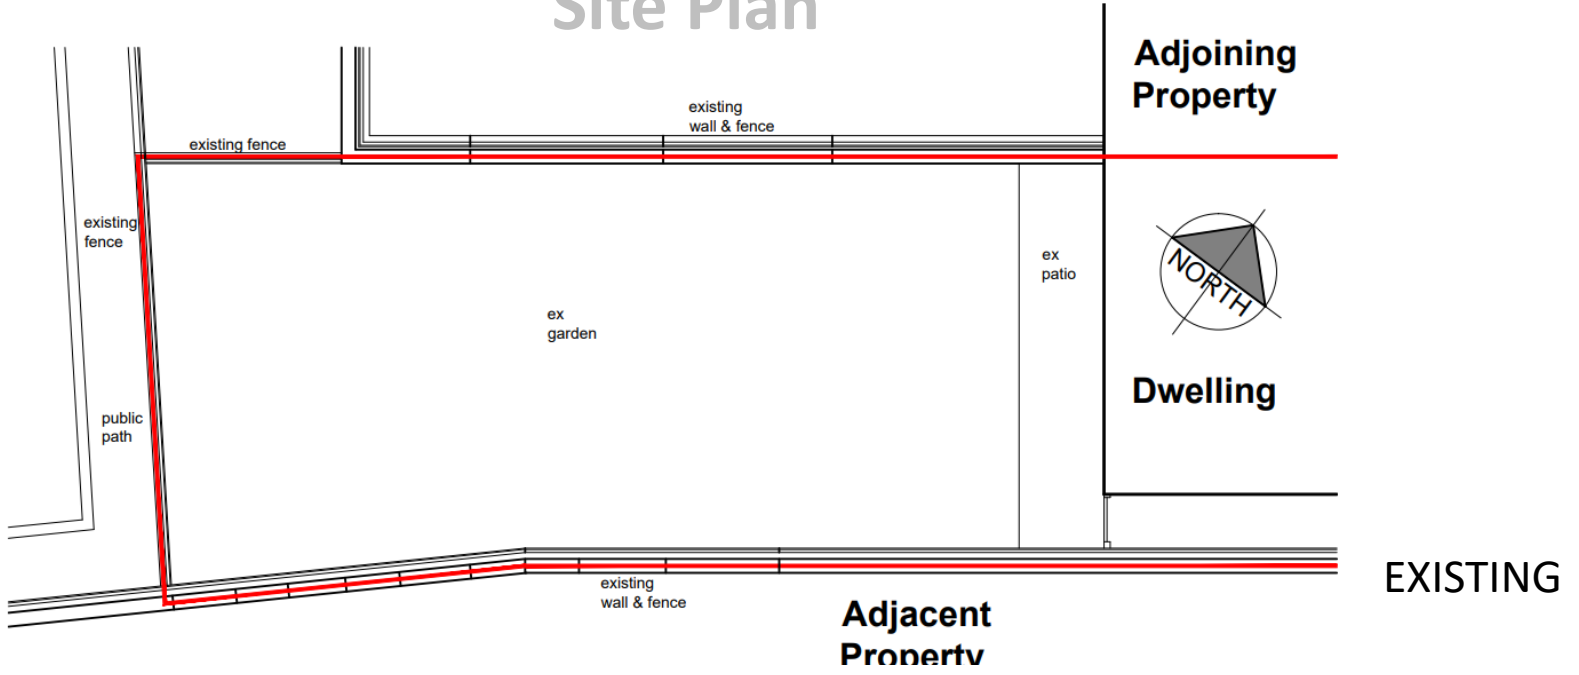 Site Plan
Adjoining
Property
existing
wall & fence
existing fence
existing
fence
ex
patio
NORTH
ex
garden
Dwelling
public
path
EXISTING
existing
wall & fence
Adjacent
Property